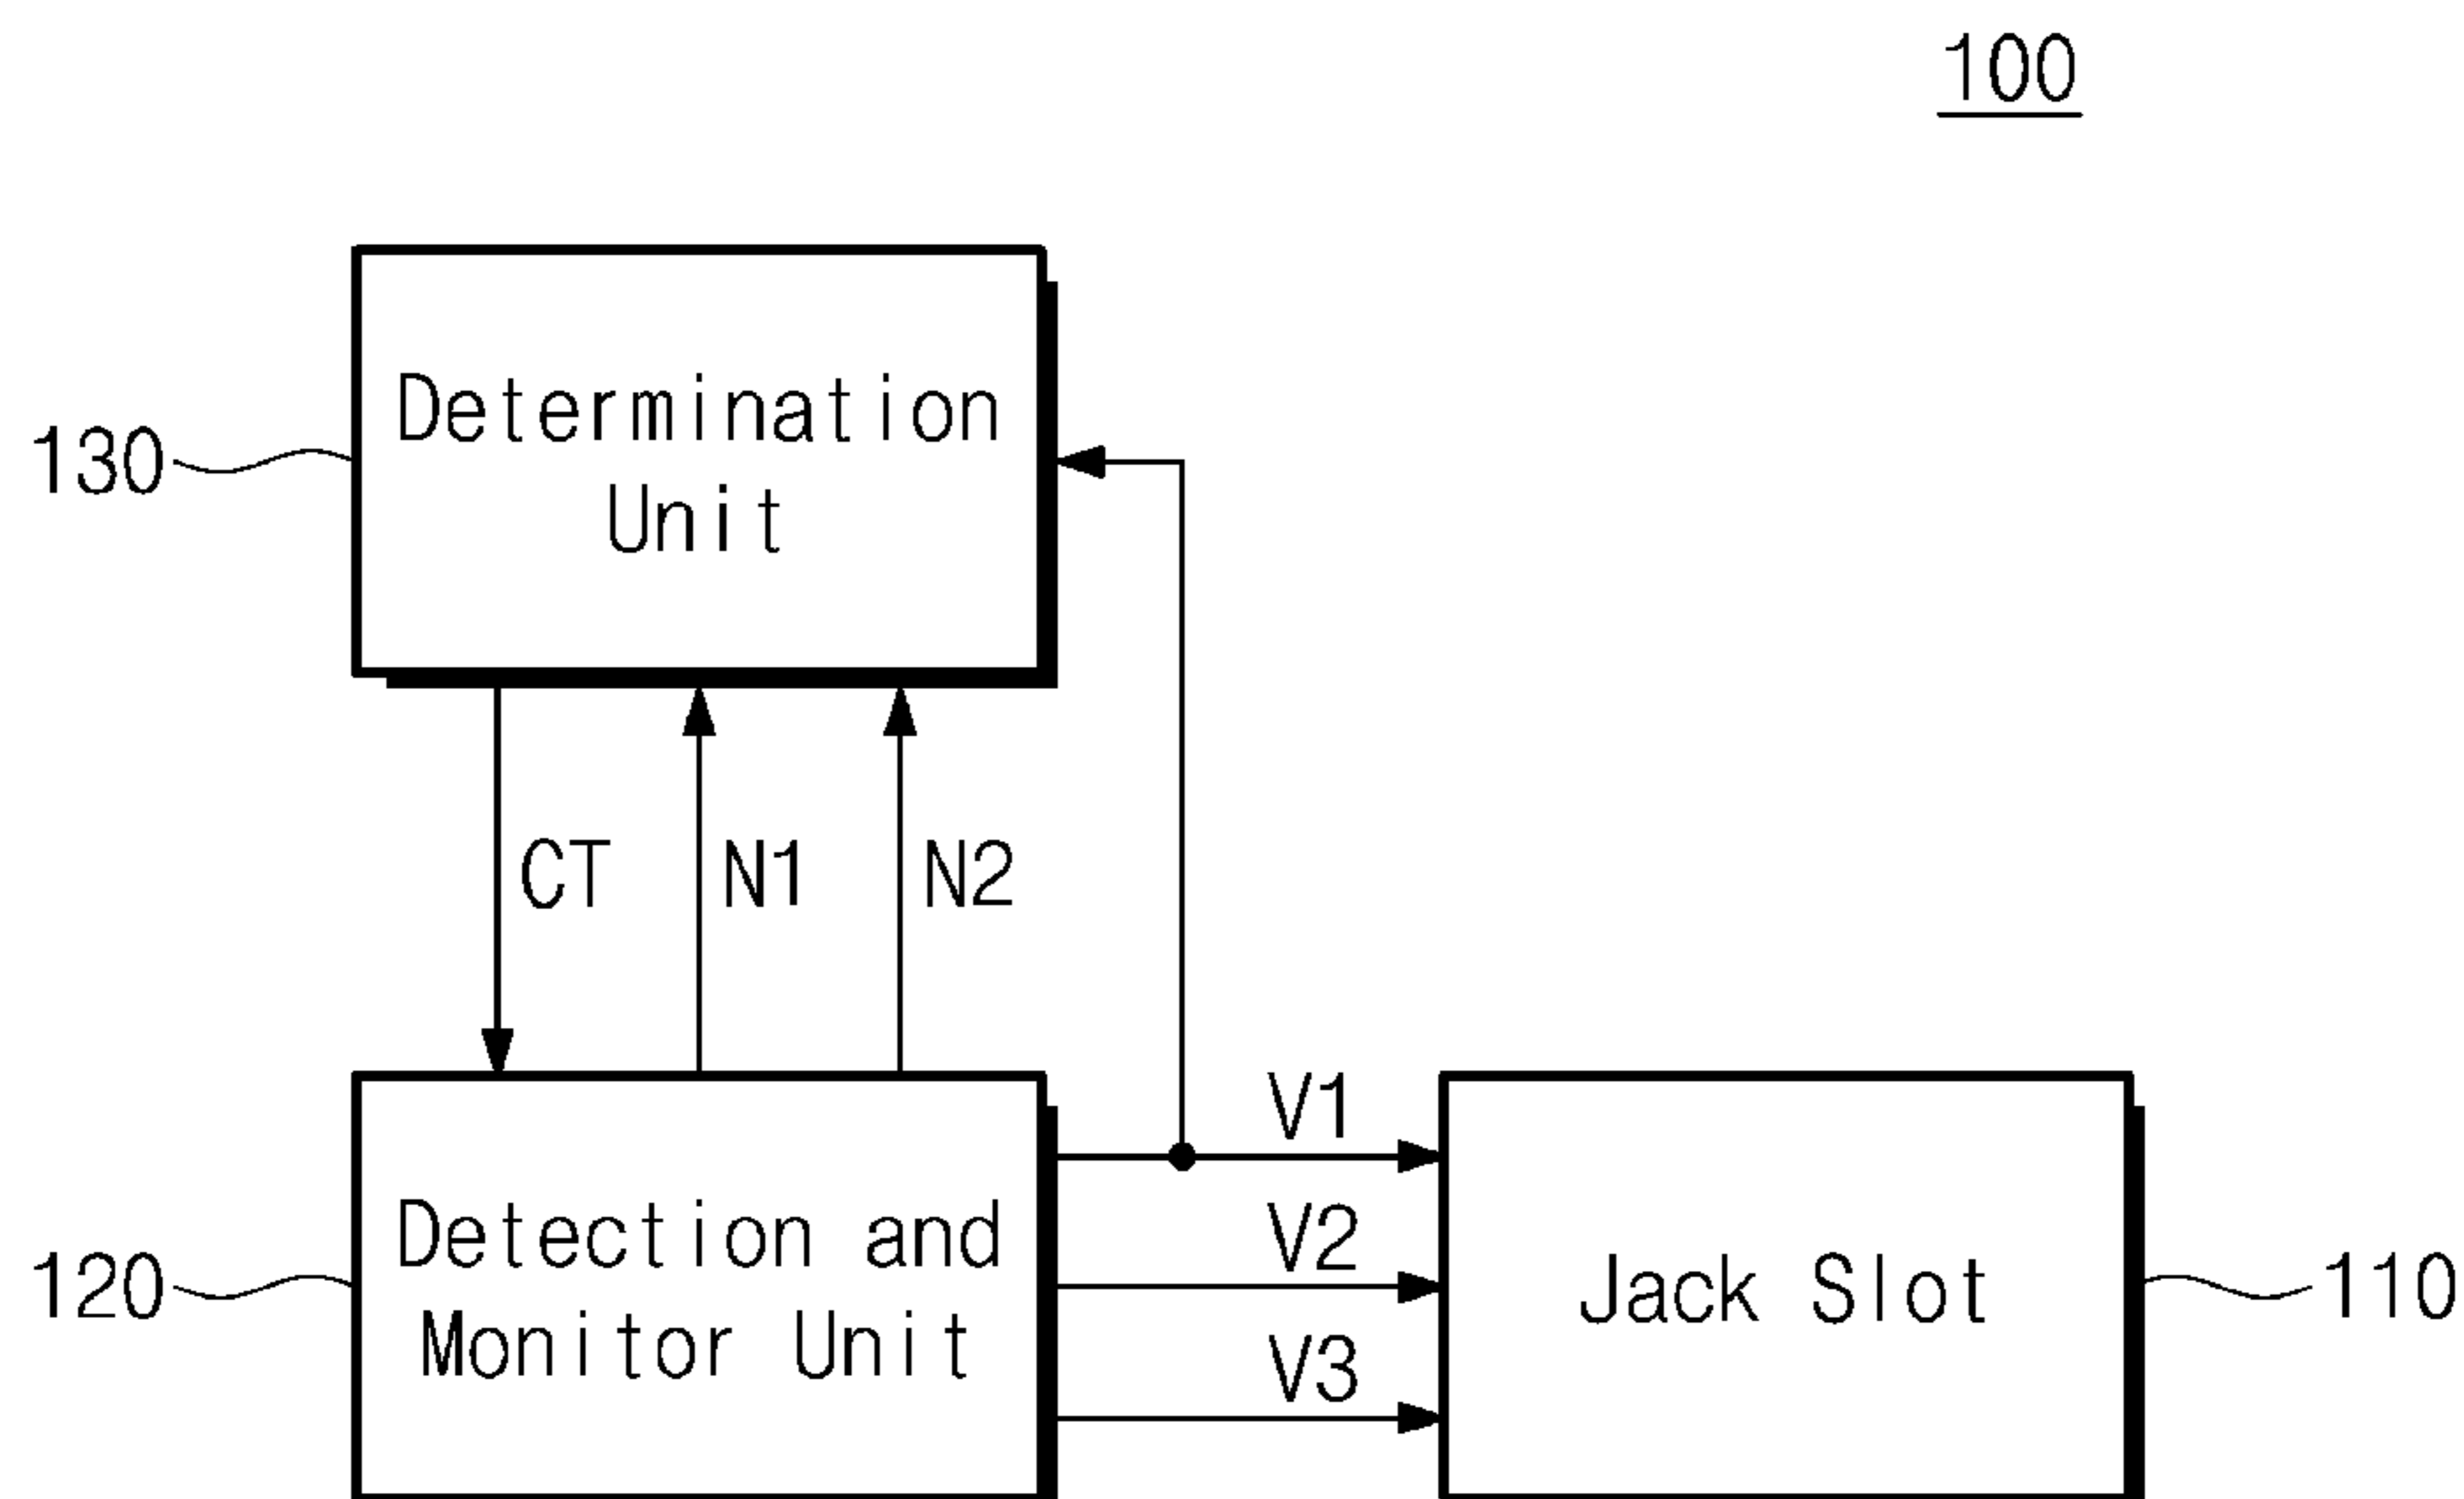 100
Determination
Unit
130
CT
N1
N2
V1
V2
V3
Detection and
Monitor Unit
120
Jack Slot
110